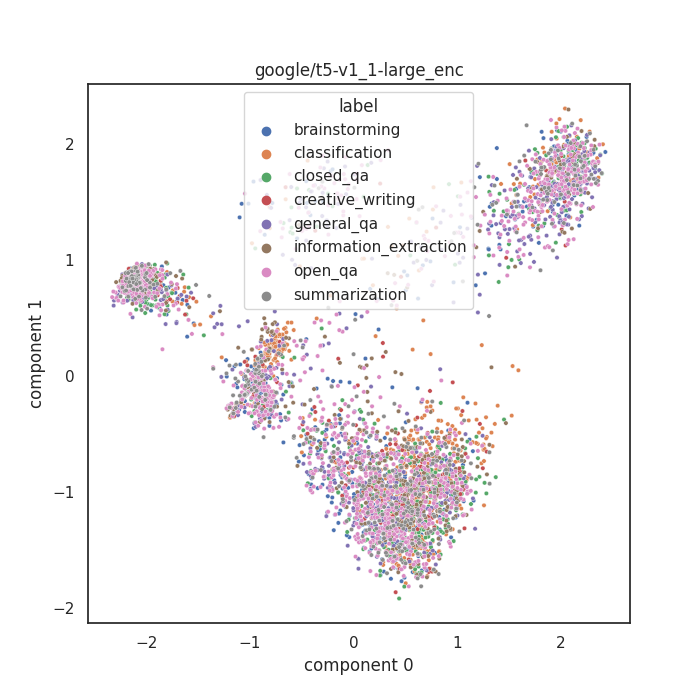 google/t5-v1_1-large_enc
label
brainstorming
classification
closed_qa
creative_writing
general_qa
information_extraction
open_qa
summarization
2
1
0
−1
−2
component 1
−2
−1
0
1
2
component 0